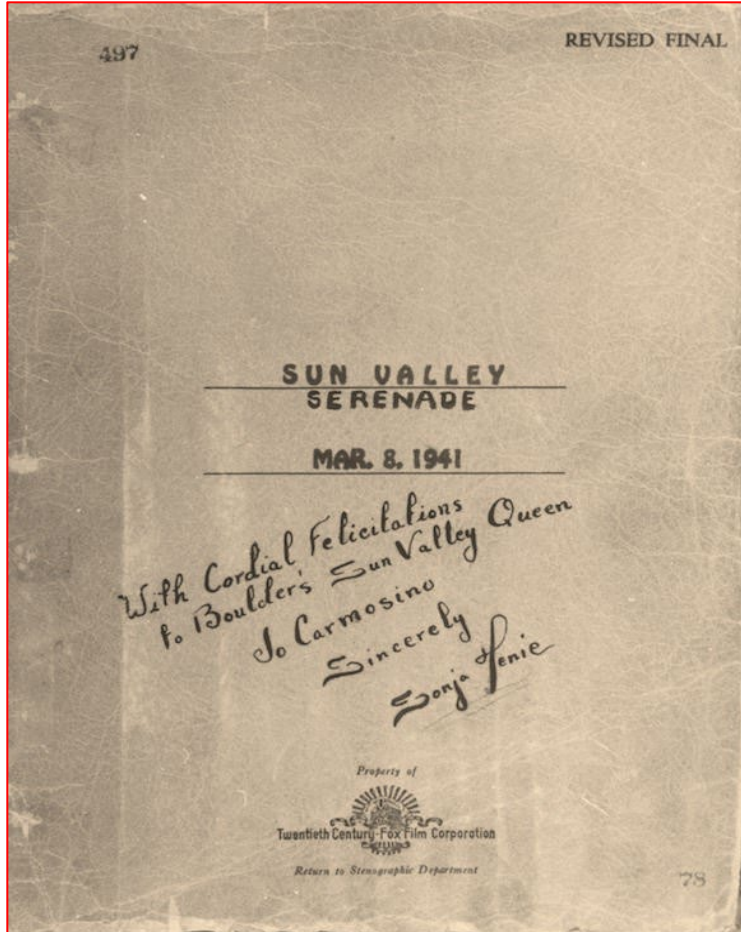 497
REVISED FINAL
SUN VALLEY
SERENADE
MAR. 8. 1941
With Cordial Felicitations
to Boulder's Sun Valley Queen
Jo Carmosino
Sincerely
Sonja Henie
Property of
Twentieth Century-Fox Film Corporation
Return to Stenographic Department
78